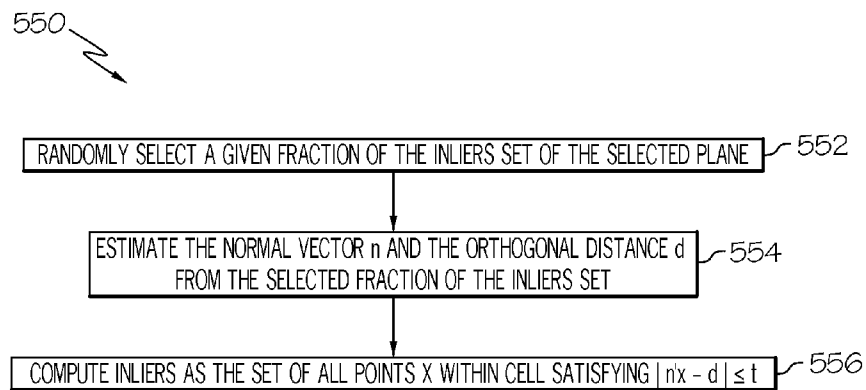 550
RANDOMLY SELECT A GIVEN FRACTION OF THE INLIERS SET OF THE SELECTED PLANE
552
ESTIMATE THE NORMAL VECTOR n AND THE ORTHOGONAL DISTANCE d
FROM THE SELECTED FRACTION OF THE INLIERS SET
554
COMPUTE INLIERS AS THE SET OF ALL POINTS X WITHIN CELL SATISFYING |n'x - d| ≤ t
556